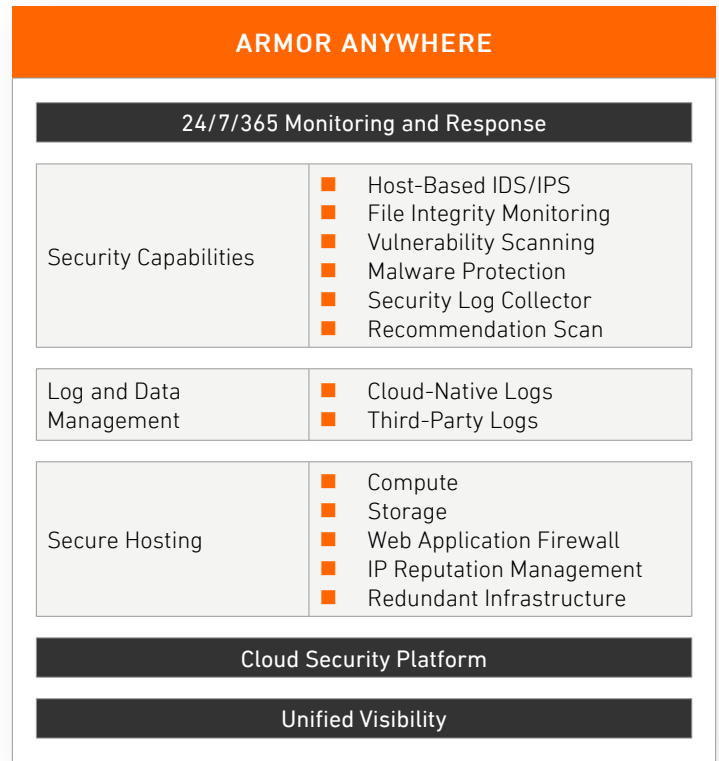 ARMOR ANYWHERE
24/7/365 Monitoring and Response
Security Capabilities
Host-Based IDS/IPS
File Integrity Monitoring
Vulnerability Scanning
Malware Protection
Security Log Collector
Recommendation Scan
Log and Data
Management
Cloud-Native Logs
Third-Party Logs
Secure Hosting
Compute
Storage
Web Application Firewall
IP Reputation Management
Redundant Infrastructure
Cloud Security Platform
Unified Visibility